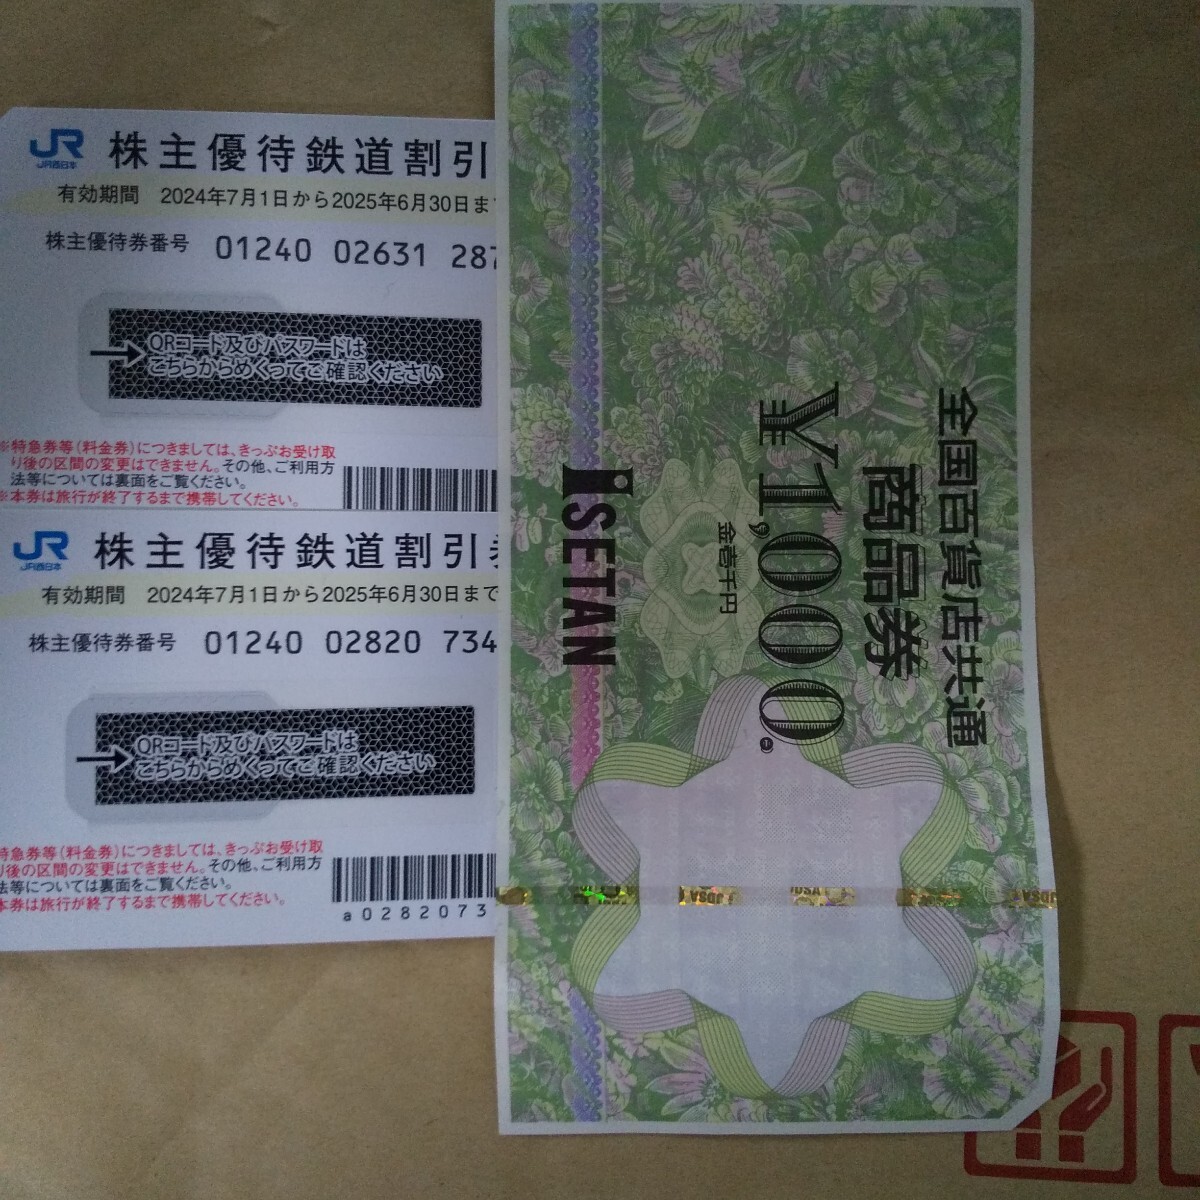 JR 株主優待鉄道割引
JR西日本
有効期間 2024年7月1日から2025年6月30日ま
株主優待券番号 01240 02631 287
QRコード及びパスワードは
こちらからめくってご確認ください
※特急券等(料金券)につきましては、きっぷお受け取
り後の区間の変更はできません。その他、ご利用方
法等については裏面をご覧ください。
※本券は旅行が終了するまで携帯してください。
JR 株主優待鉄道割引券
JR西日本
有効期間 2024年7月1日から2025年6月30日まで
株主優待券番号 01240 02820 734
QRコード及びパスワードは
こちらからめくってご確認ください
特急券等(料金券)につきましては、きっぷお受け取
り後の区間の変更はできません。その他、ご利用方
法等については裏面をご覧ください。
本券は旅行が終了するまで携帯してください。
a0282073
全国百貨店共通
商品券
¥1,000
金壱千円
ISETAN
JDSA